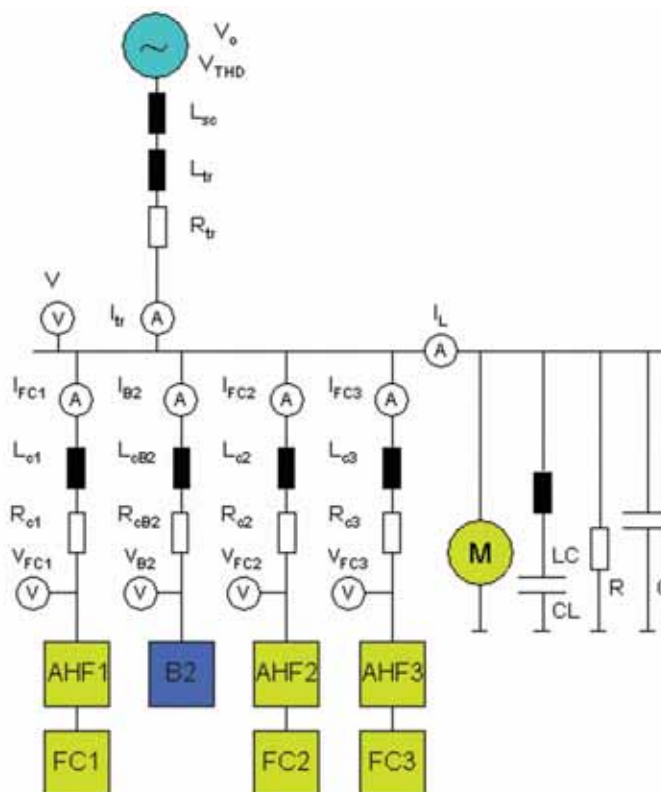 V₀
V_THD
L_sc
L_tr
R_tr
V I_tr I_L
V A
A
I_FC1 I_B2 I_FC2 I_FC3
A A A A
L_c1 L_cB2 L_c2 L_c3
R_c1 R_cB2 R_c2 R_c3
V_FC1 V_B2 V_FC2 V_FC3
M LC
V V V V
CL R
AHF1 B2 AHF2 AHF3
FC1 FC2 FC3